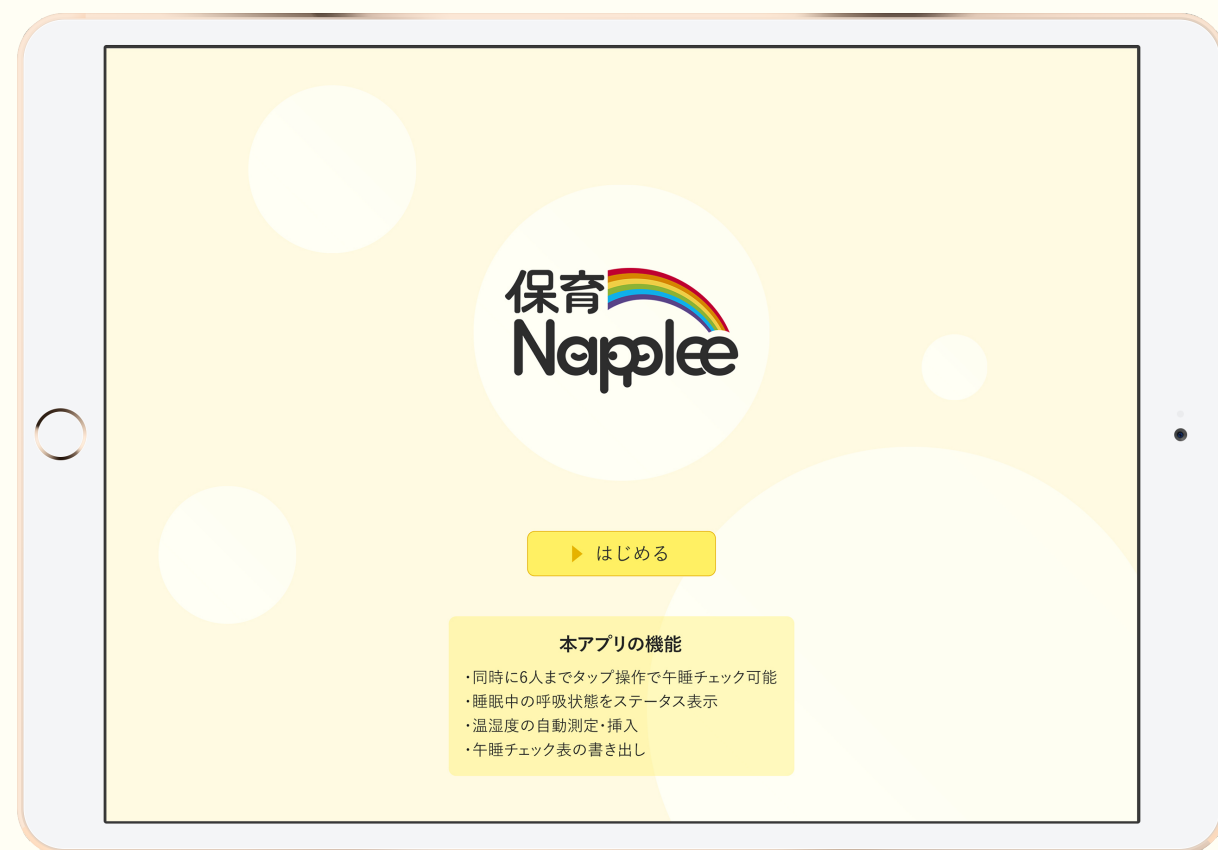 保育
Napplee
はじめる
本アプリの機能
・同時に6人までタップ操作で午睡チェック可能
・睡眠中の呼吸状態をステータス表示
・温湿度の自動測定・挿入
・午睡チェック表の書き出し